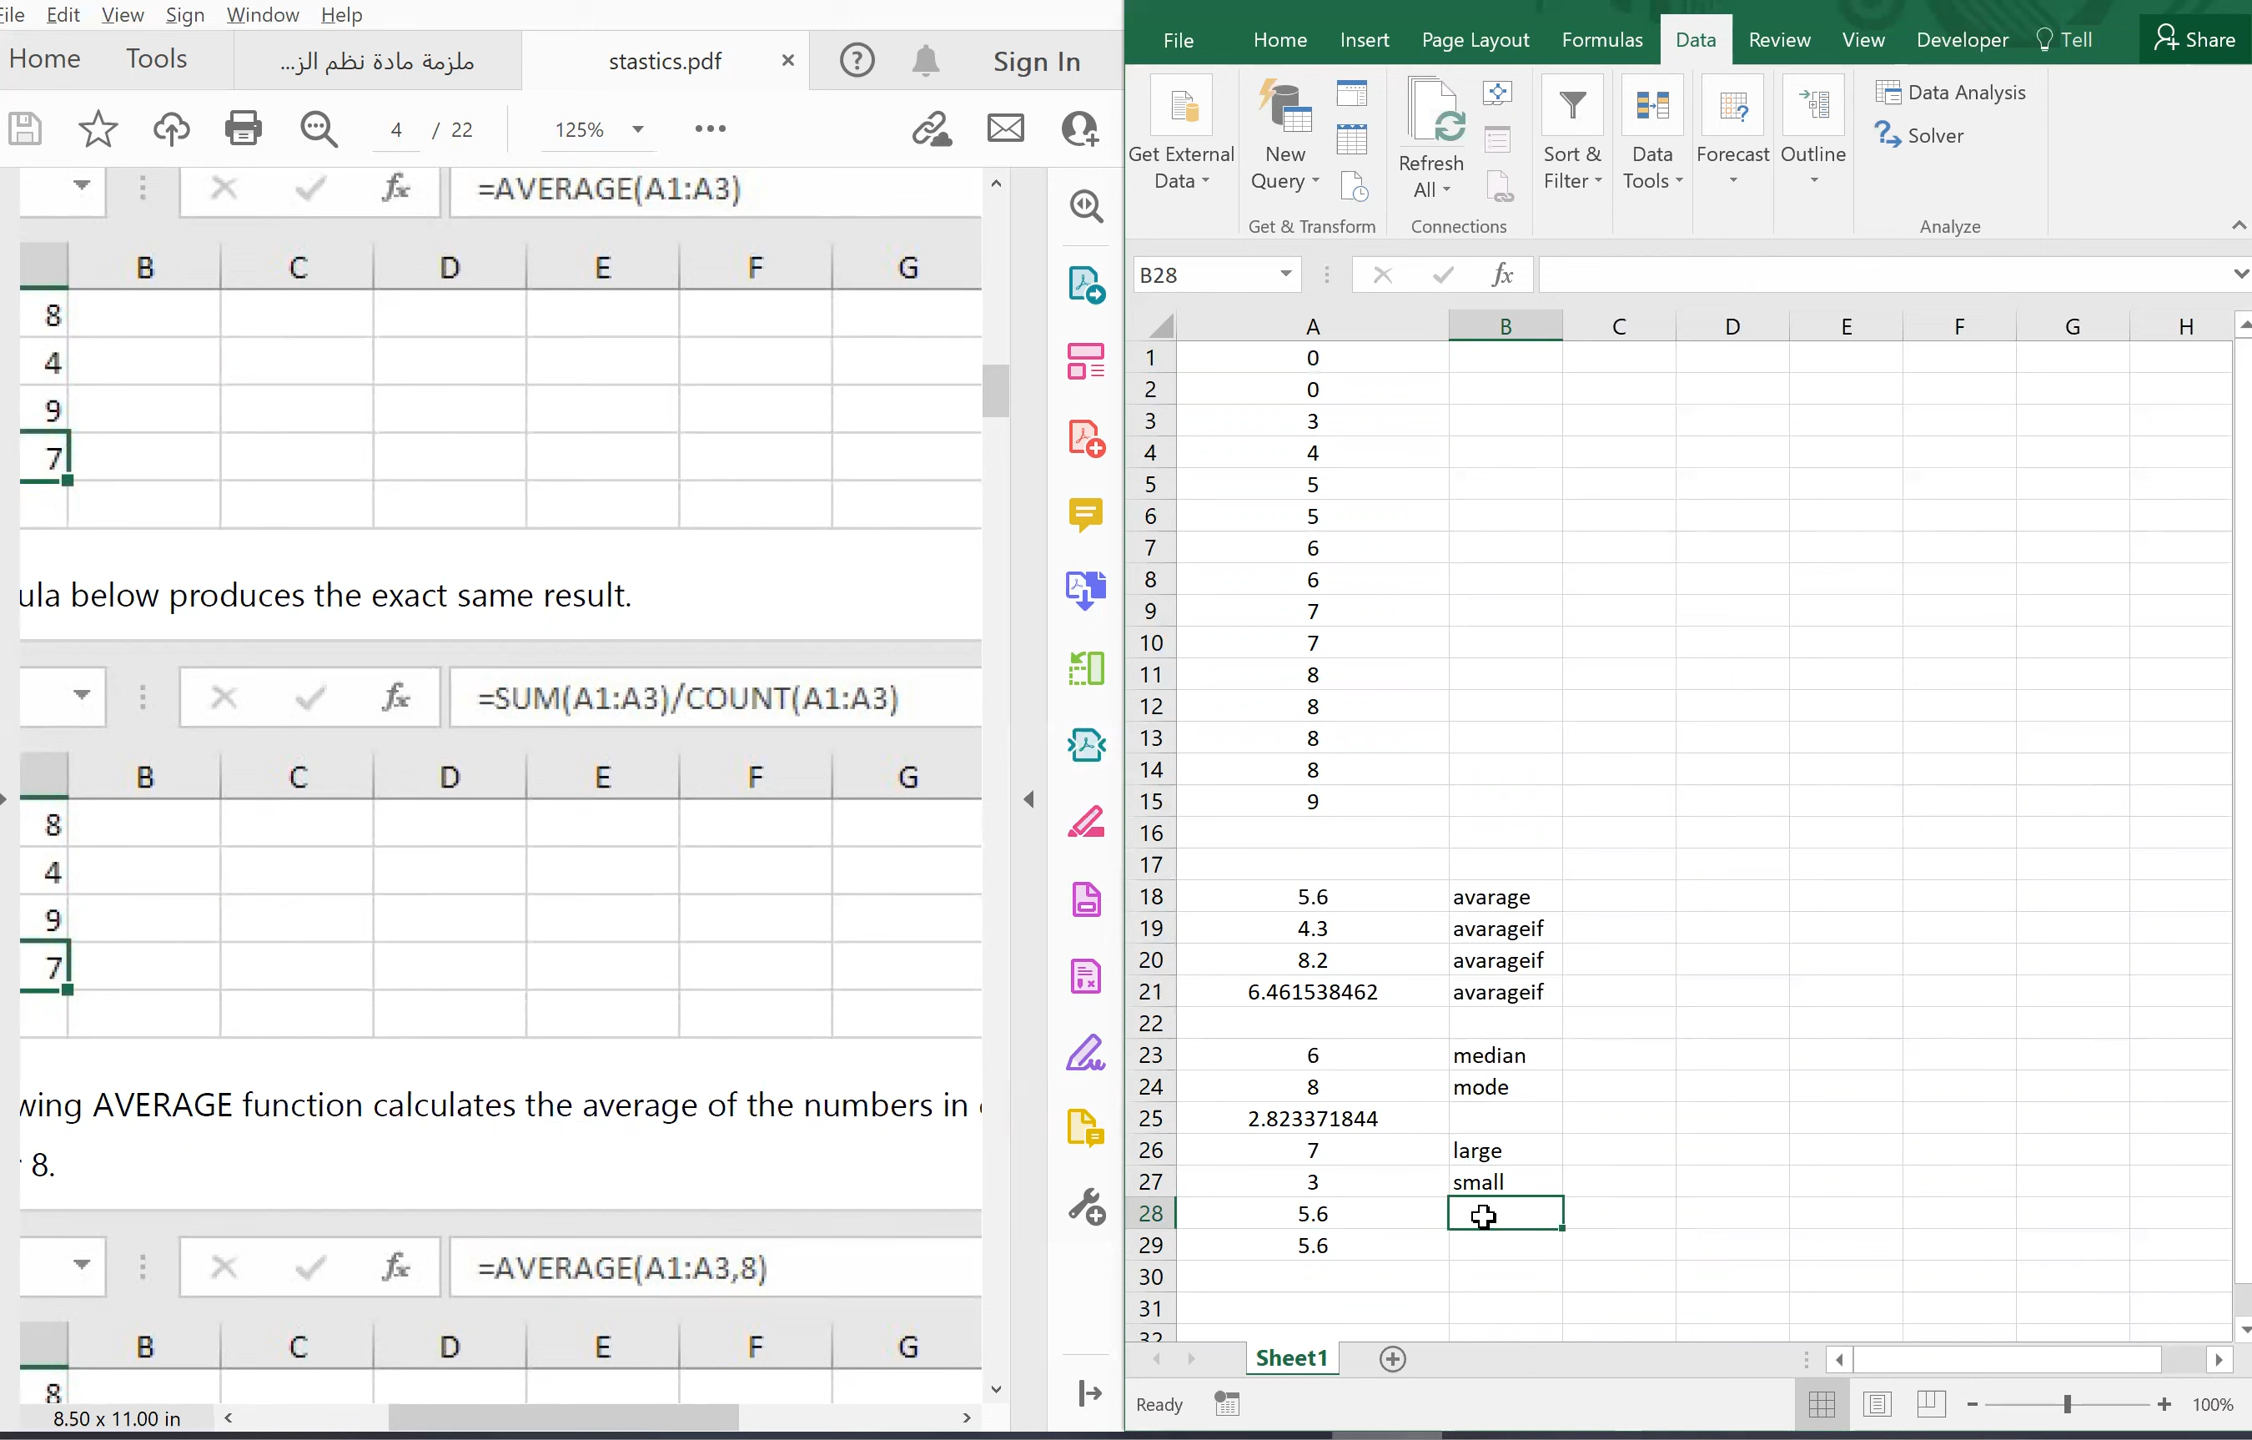 File Edit View Sign Window Help
Home Tools ملزمة مادة نظم الز... stastics.pdf × Sign In
4 / 22 125%
=AVERAGE(A1:A3)
B C D E F G
8
4
9
7
ula below produces the exact same result.
=SUM(A1:A3)/COUNT(A1:A3)
B C D E F G
8
4
9
7
wing AVERAGE function calculates the average of the numbers in
8.
=AVERAGE(A1:A3,8)
B C D E F G
8
8.50 x 11.00 in
File Home Insert Page Layout Formulas Data Review View Developer Tell Share
Get External Data
New Query
Refresh All
Sort & Filter
Data Tools
Forecast
Outline
Data Analysis
Solver
Get & Transform Connections Analyze
B28 fx
A B C D E F G H
1 0
2 0
3 3
4 4
5 5
6 5
7 6
8 6
9 7
10 7
11 8
12 8
13 8
14 8
15 9
16
17
18 5.6 avarage
19 4.3 avarageif
20 8.2 avarageif
21 6.461538462 avarageif
22
23 6 median
24 8 mode
25 2.823371844
26 7 large
27 3 small
28 5.6
29 5.6
30
31
32
Sheet1
Ready 100%